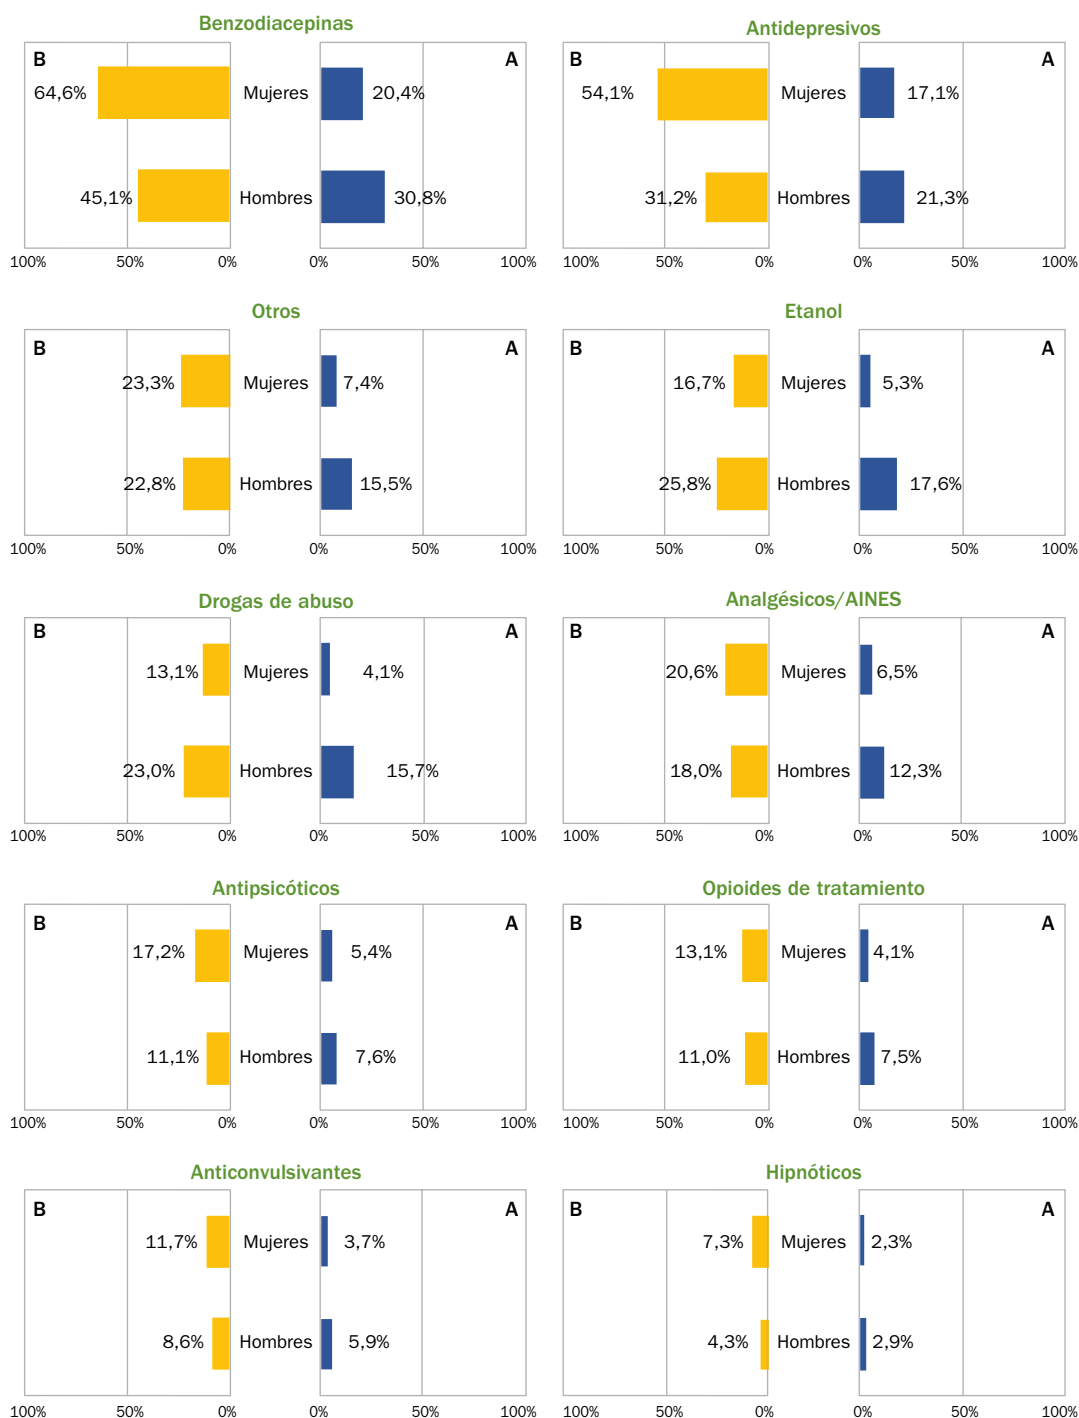 Benzodiacepinas
B
A
64,6% Mujeres 20,4%
45,1% Hombres 30,8%
100% 50% 0% 0% 50% 100%
Antidepresivos
B
A
54,1% Mujeres 17,1%
31,2% Hombres 21,3%
100% 50% 0% 0% 50% 100%
Otros
B
A
23,3% Mujeres 7,4%
22,8% Hombres 15,5%
100% 50% 0% 0% 50% 100%
Etanol
B
A
16,7% Mujeres 5,3%
25,8% Hombres 17,6%
100% 50% 0% 0% 50% 100%
Drogas de abuso
B
A
13,1% Mujeres 4,1%
23,0% Hombres 15,7%
100% 50% 0% 0% 50% 100%
Analgésicos/AINES
B
A
20,6% Mujeres 6,5%
18,0% Hombres 12,3%
100% 50% 0% 0% 50% 100%
Antipsicóticos
B
A
17,2% Mujeres 5,4%
11,1% Hombres 7,6%
100% 50% 0% 0% 50% 100%
Opioides de tratamiento
B
A
13,1% Mujeres 4,1%
11,0% Hombres 7,5%
100% 50% 0% 0% 50% 100%
Anticonvulsivantes
B
A
11,7% Mujeres 3,7%
8,6% Hombres 5,9%
100% 50% 0% 0% 50% 100%
Hipnóticos
B
A
7,3% Mujeres 2,3%
4,3% Hombres 2,9%
100% 50% 0% 0% 50% 100%